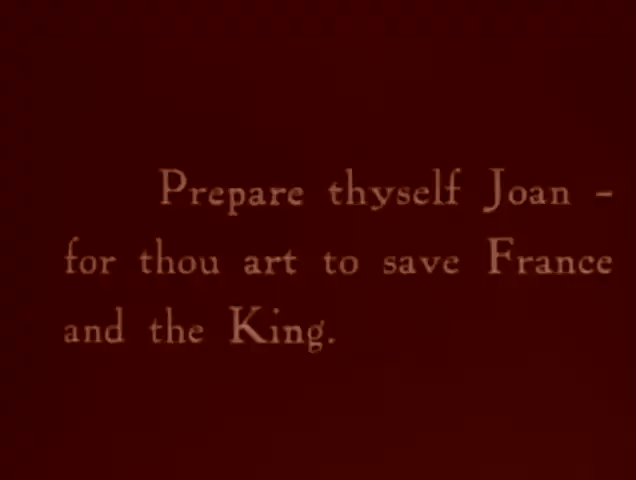 Prepare thyself Joan –
for thou art to save France
and the King.